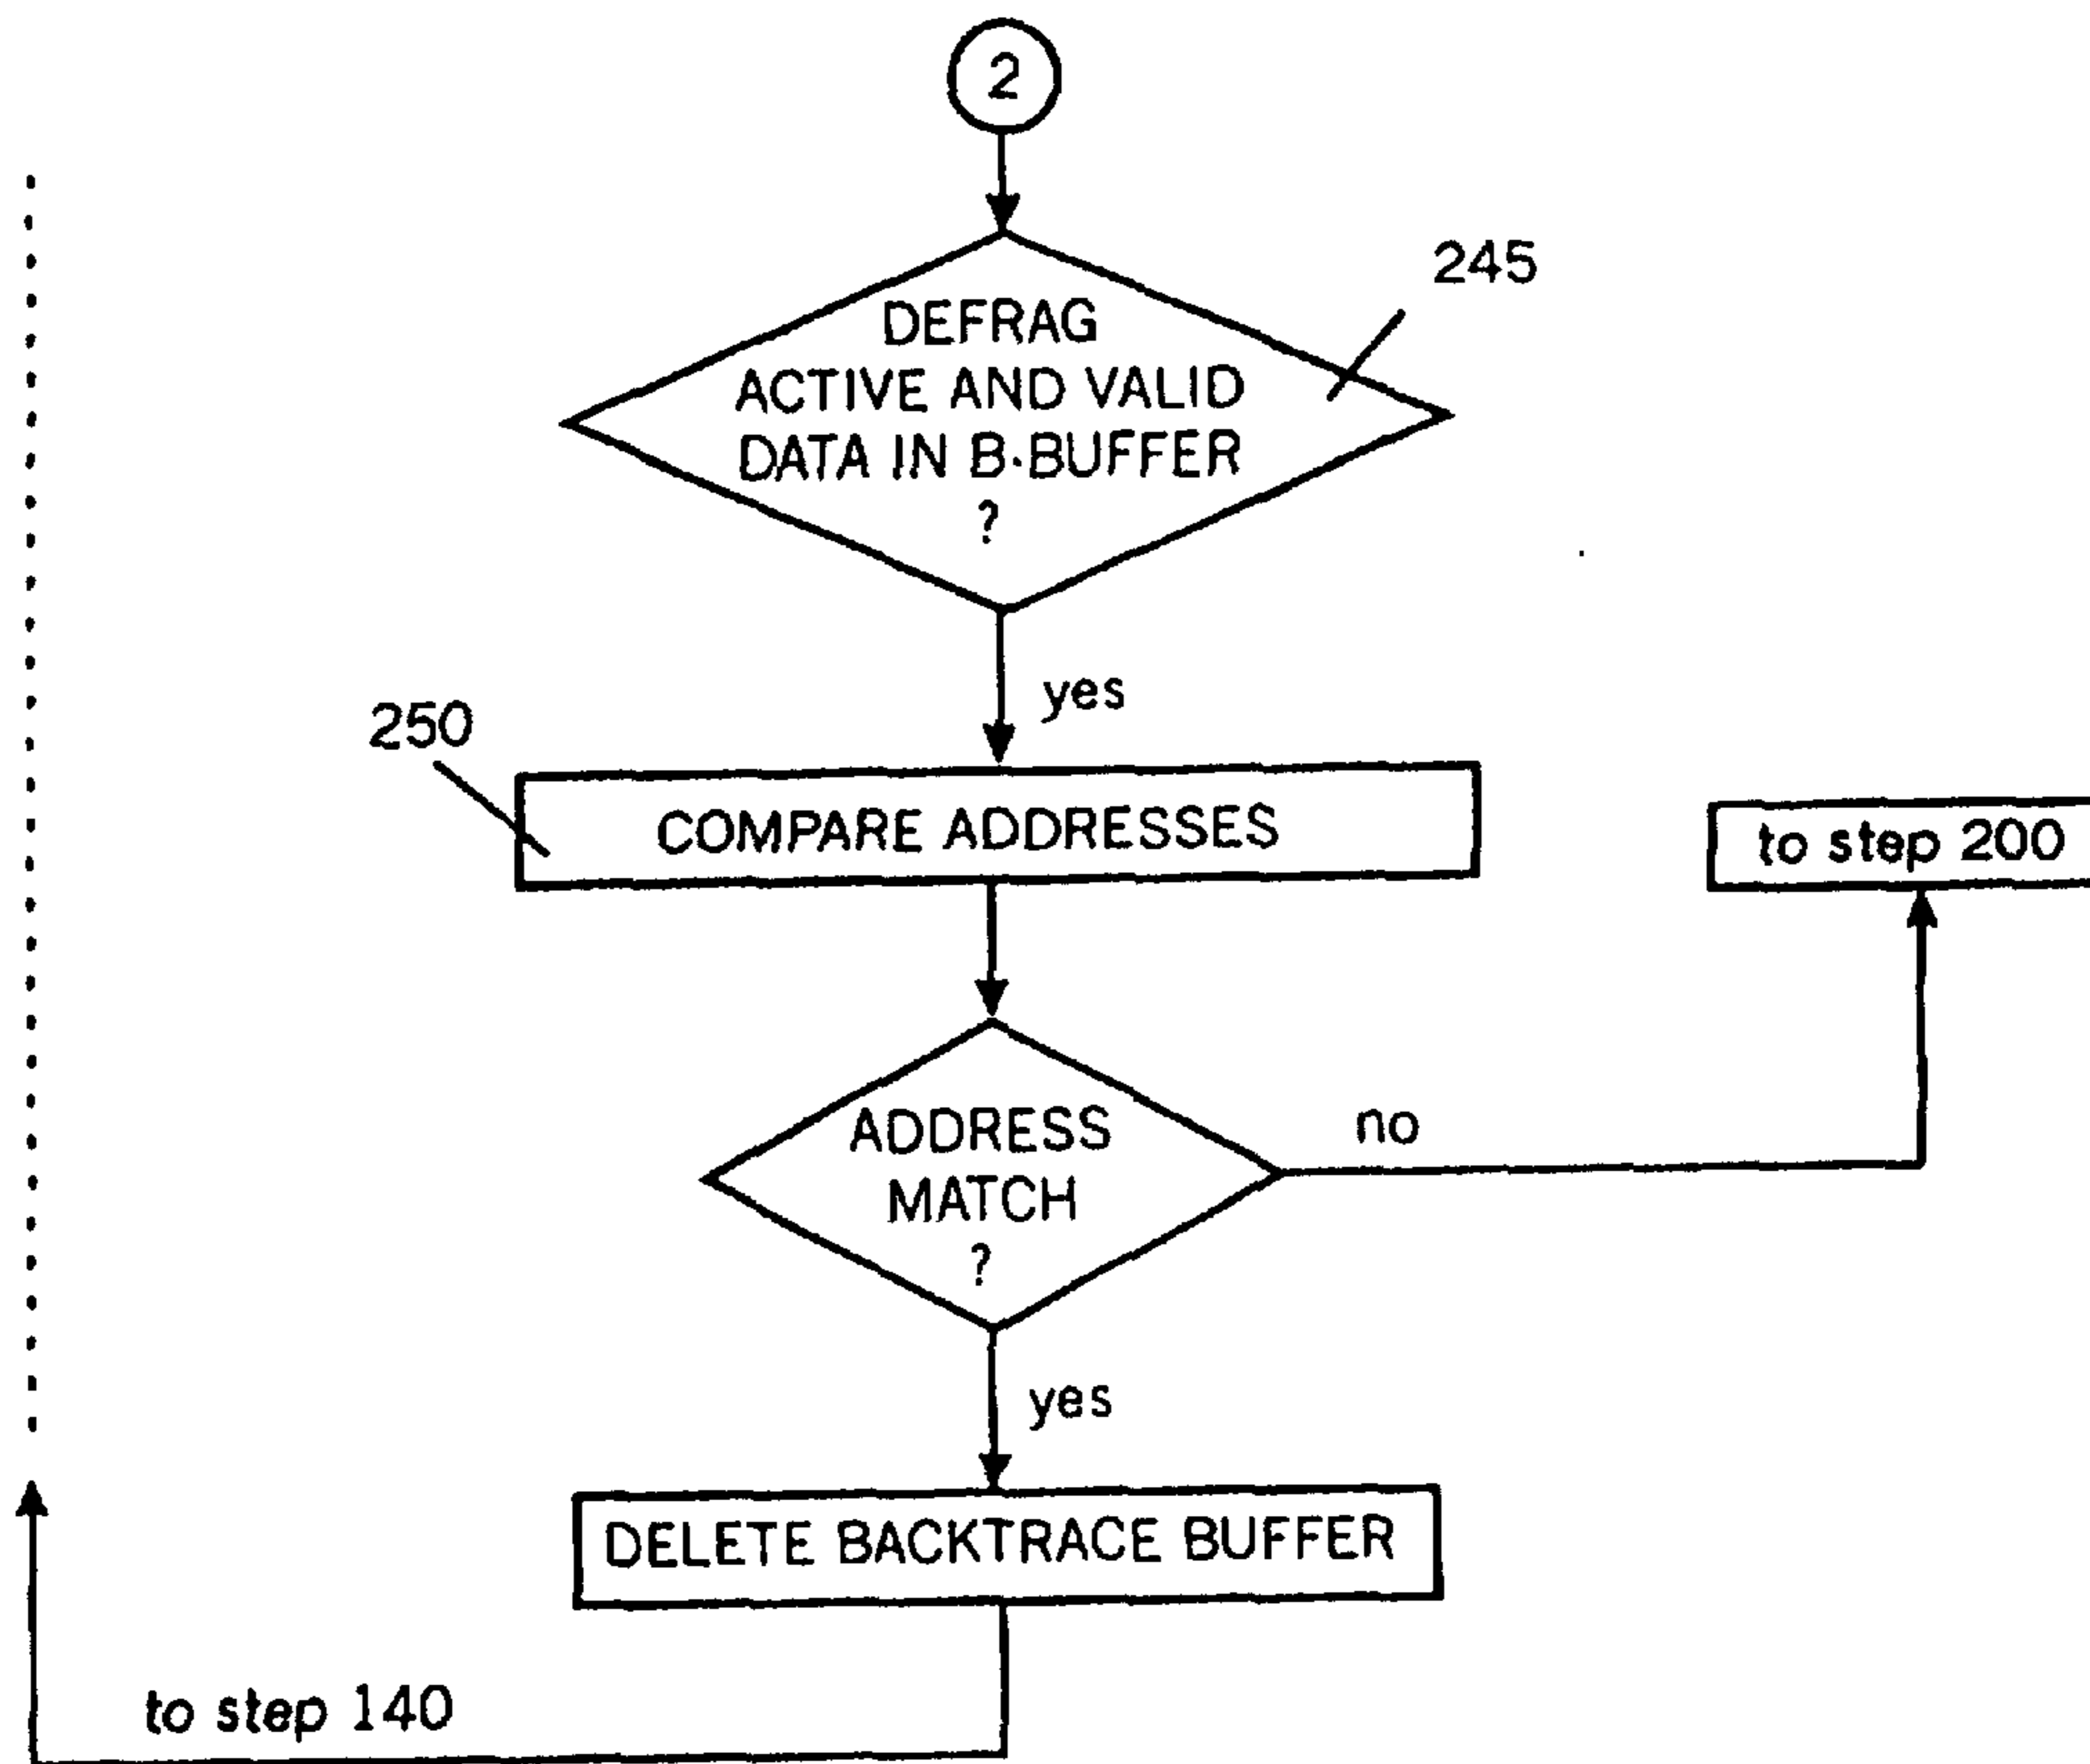 2
245
DEFRAG
ACTIVE AND VALID
DATA IN B-BUFFER
?
yes
250
COMPARE ADDRESSES
to step 200
ADDRESS
MATCH
?
no
yes
DELETE BACKTRACE BUFFER
to step 140